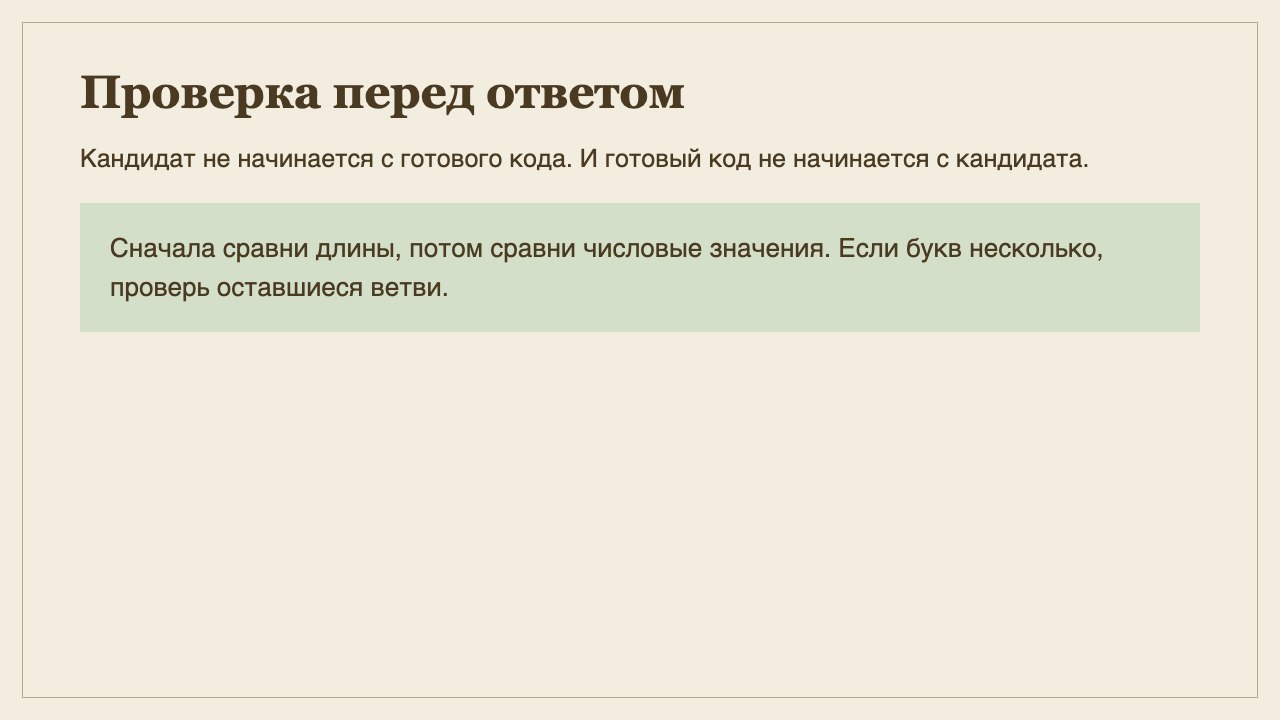 Проверка перед ответом
Кандидат не начинается с готового кода. И готовый код не начинается с кандидата.
Сначала сравни длины, потом сравни числовые значения. Если букв несколько,
проверь оставшиеся ветви.